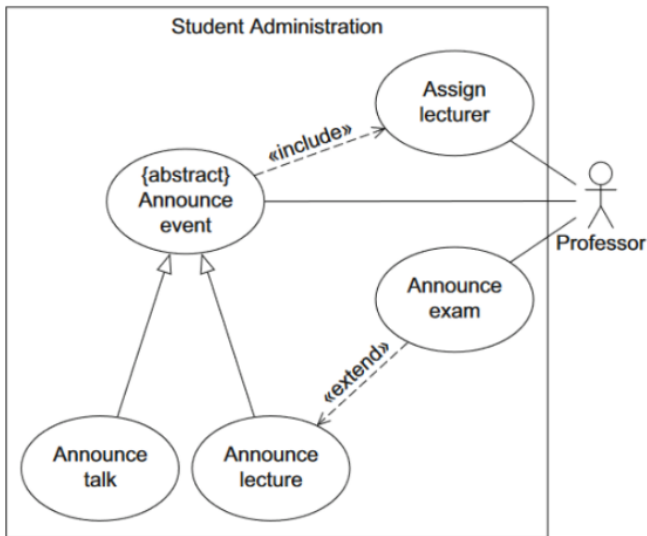 Student Administration
Assign
lecturer
«include»
{abstract}
Announce
event
Professor
Announce
exam
«extend»
Announce
talk
Announce
lecture